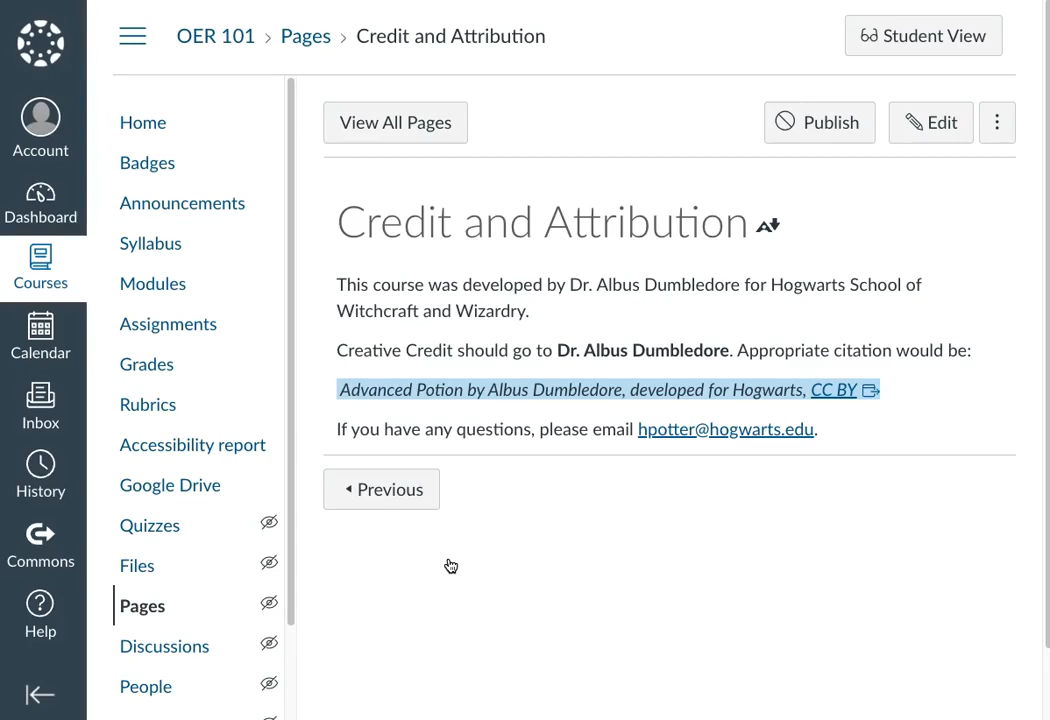 OER 101 › Pages › Credit and Attribution
Student View
Account
Dashboard
Courses
Calendar
Inbox
History
Commons
Help
Home
Badges
Announcements
Syllabus
Modules
Assignments
Grades
Rubrics
Accessibility report
Google Drive
Quizzes
Files
Pages
Discussions
People
View All Pages
Publish
Edit
Credit and Attribution
This course was developed by Dr. Albus Dumbledore for Hogwarts School of
Witchcraft and Wizardry.
Creative Credit should go to Dr. Albus Dumbledore. Appropriate citation would be:
Advanced Potion by Albus Dumbledore, developed for Hogwarts, CC BY
If you have any questions, please email hpotter@hogwarts.edu.
Previous